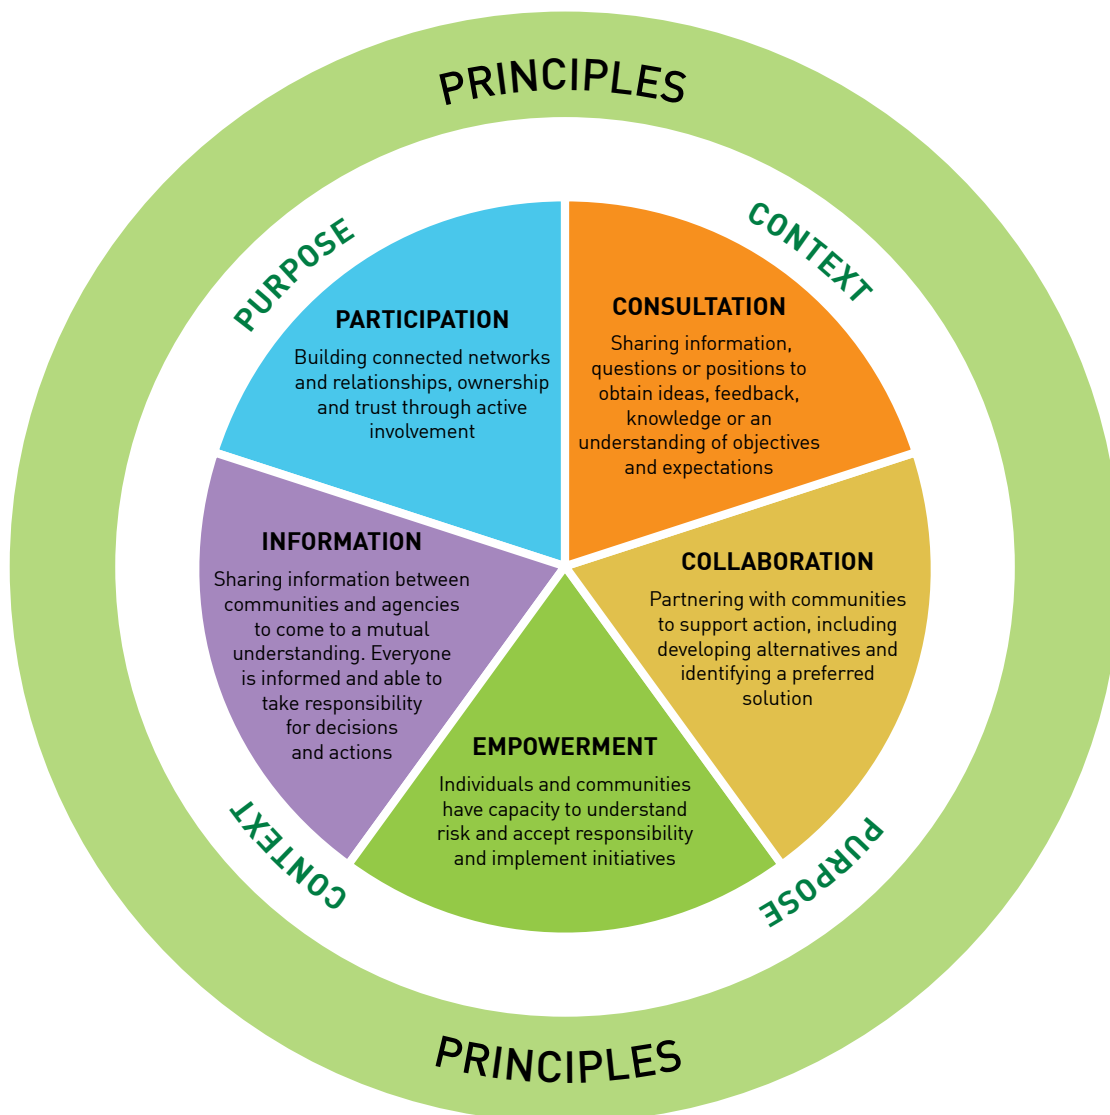 PRINCIPLES
PURPOSE
CONTEXT
PARTICIPATION
Building connected networks
and relationships, ownership
and trust through active
involvement
CONSULTATION
Sharing information,
questions or positions to
obtain ideas, feedback,
knowledge or an
understanding of objectives
and expectations
INFORMATION
Sharing information between
communities and agencies
to come to a mutual
understanding. Everyone
is informed and able to
take responsibility
for decisions
and actions
COLLABORATION
Partnering with communities
to support action, including
developing alternatives and
identifying a preferred
solution
EMPOWERMENT
Individuals and communities
have capacity to understand
risk and accept responsibility
and implement initiatives
CONTEXT
PURPOSE
PRINCIPLES